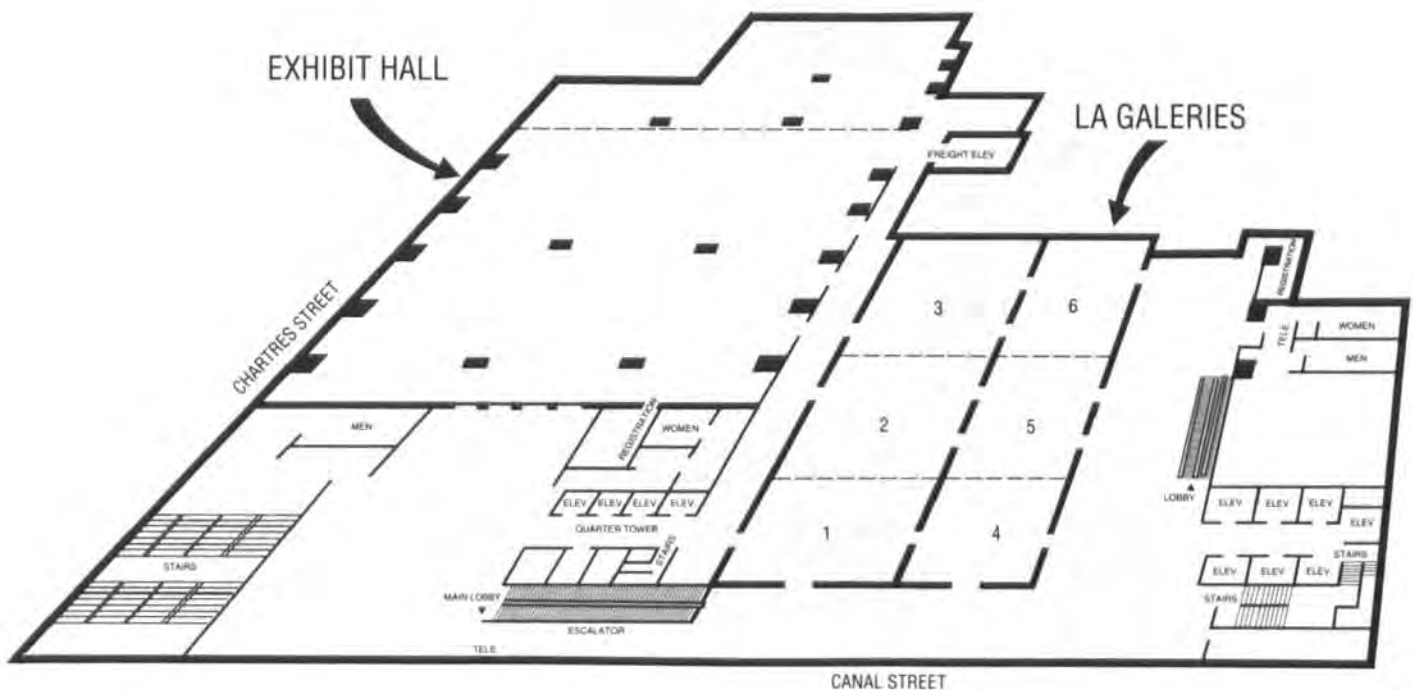 EXHIBIT HALL
LA GALERIES
FREIGHT ELEV
CHARTRES STREET
REGISTRATION
3
6
TELE
WOMEN
MEN
2
5
MEN
REGISTRATION
WOMEN
LOBBY
ELEV
ELEV
ELEV
ELEV
ELEV
ELEV
ELEV
ELEV
QUARTER TOWER
1
4
STAIRS
STAIRS
STAIRS
ELEV
ELEV
ELEV
MAIN LOBBY
STAIRS
ESCALATOR
TELE
CANAL STREET